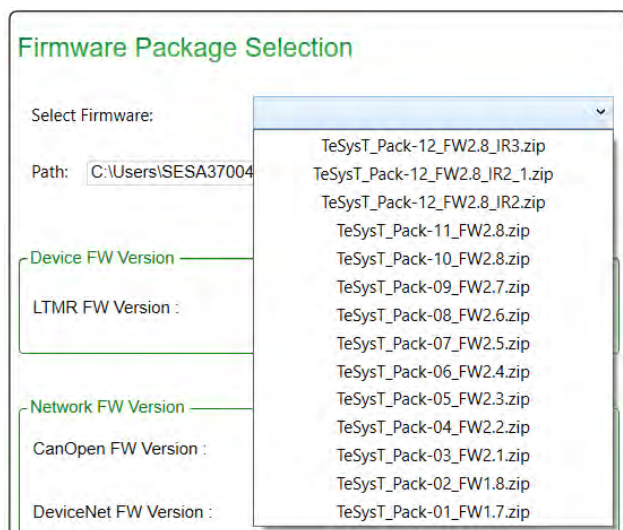 Firmware Package Selection
Select Firmware:
TeSysT_Pack-12_FW2.8_IR3.zip
Path: C:\Users\SESA37004
TeSysT_Pack-12_FW2.8_IR2_1.zip
TeSysT_Pack-12_FW2.8_IR2.zip
TeSysT_Pack-11_FW2.8.zip
Device FW Version
TeSysT_Pack-10_FW2.8.zip
TeSysT_Pack-09_FW2.7.zip
LTMR FW Version :
TeSysT_Pack-08_FW2.6.zip
TeSysT_Pack-07_FW2.5.zip
TeSysT_Pack-06_FW2.4.zip
TeSysT_Pack-05_FW2.3.zip
Network FW Version
TeSysT_Pack-04_FW2.2.zip
CanOpen FW Version :
TeSysT_Pack-03_FW2.1.zip
TeSysT_Pack-02_FW1.8.zip
DeviceNet FW Version :
TeSysT_Pack-01_FW1.7.zip